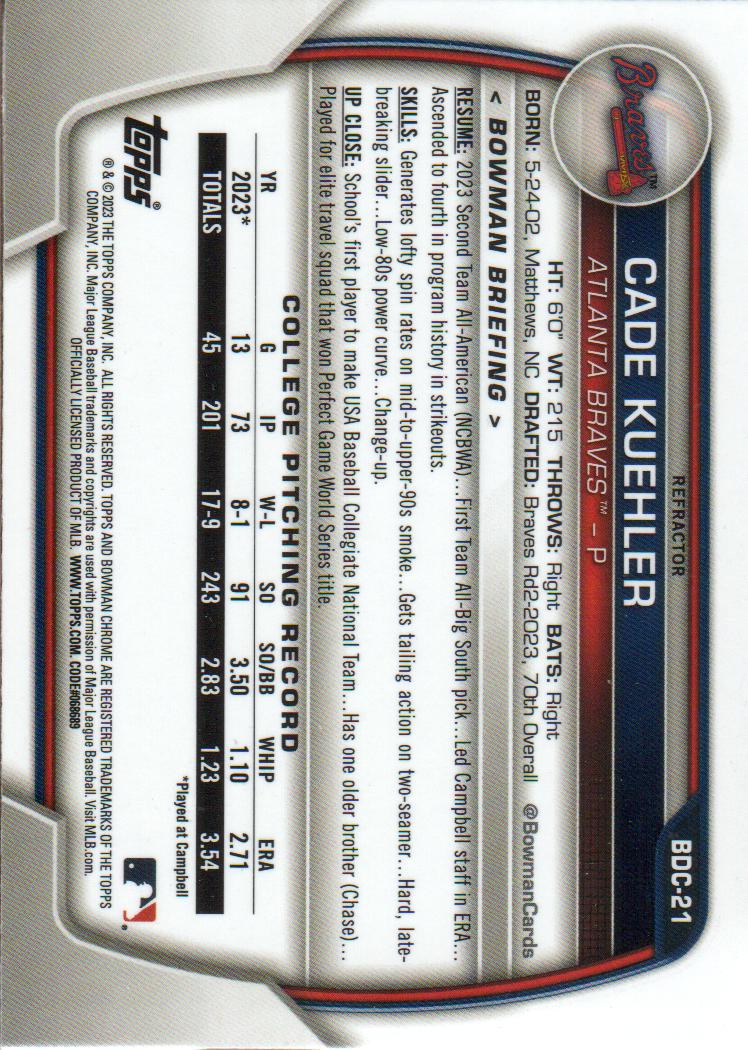 REFRACTOR
BDC-21
CADE KUEHLER
Braves™
ATLANTA BRAVES™ – P
HT: 6'0" WT: 215 THROWS: Right BATS: Right
BORN: 5-24-02, Matthews, NC DRAFTED: Braves Rd2-2023, 70th Overall @BowmanCards
< BOWMAN BRIEFING >
RESUME: 2023 Second Team All-American (NCBWA)...First Team All-Big South pick...Led Campbell staff in ERA...
Ascended to fourth in program history in strikeouts.
SKILLS: Generates lofty spin rates on mid-to-upper-90s smoke...Gets tailing action on two-seamer...Hard, late-
breaking slider...Low-80s power curve...Change-up.
UP CLOSE: School's first player to make USA Baseball Collegiate National Team...Has one older brother (Chase)...
Played for elite travel squad that won Perfect Game World Series title.
COLLEGE PITCHING RECORD
YR G IP W-L SO SO/BB WHIP ERA
2023* 13 73 8-1 91 3.50 1.10 2.71
TOTALS 45 201 17-9 243 2.83 1.23 3.54
*Played at Campbell
topps®
® & © 2023 THE TOPPS COMPANY, INC. ALL RIGHTS RESERVED. TOPPS AND BOWMAN CHROME ARE REGISTERED TRADEMARKS OF THE TOPPS
COMPANY, INC. Major League Baseball trademarks and copyrights are used with permission of Major League Baseball. Visit MLB.com.
OFFICIALLY LICENSED PRODUCT OF MLB. WWW.TOPPS.COM. CODE#068689